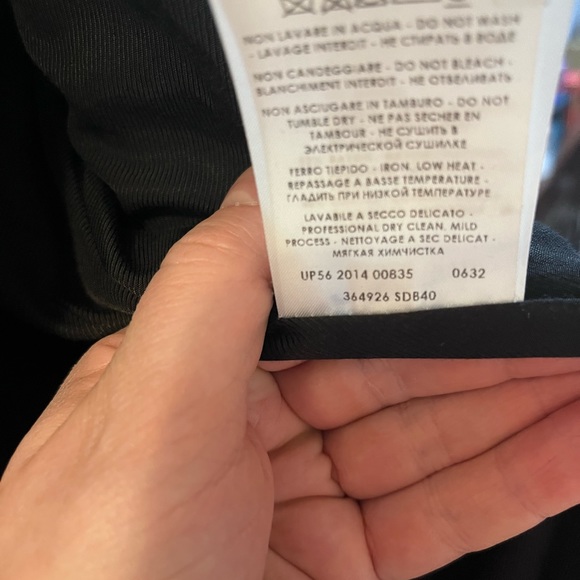 NON LAVARE IN ACQUA - DO NOT WASH
- LAVAGE INTERDIT - НЕ СТИРАТЬ В ВОДЕ
NON CANDEGGIARE - DO NOT BLEACH -
BLANCHIMENT INTERDIT - НЕ ОТБЕЛИВАТЬ
NON ASCIUGARE IN TAMBURO - DO NOT
TUMBLE DRY - NE PAS SECHER EN
TAMBOUR - НЕ СУШИТЬ В
ЭЛЕКТРИЧЕСКОЙ СУШИЛКЕ
FERRO TIEPIDO - IRON, LOW HEAT -
REPASSAGE A BASSE TEMPERATURE -
ГЛАДИТЬ ПРИ НИЗКОЙ ТЕМПЕРАТУРЕ
LAVABILE A SECCO DELICATO -
PROFESSIONAL DRY CLEAN, MILD
PROCESS - NETTOYAGE A SEC DELICAT -
МЯГКАЯ ХИМЧИСТКА
UP56 2014 00835 0632
364926 SDB40